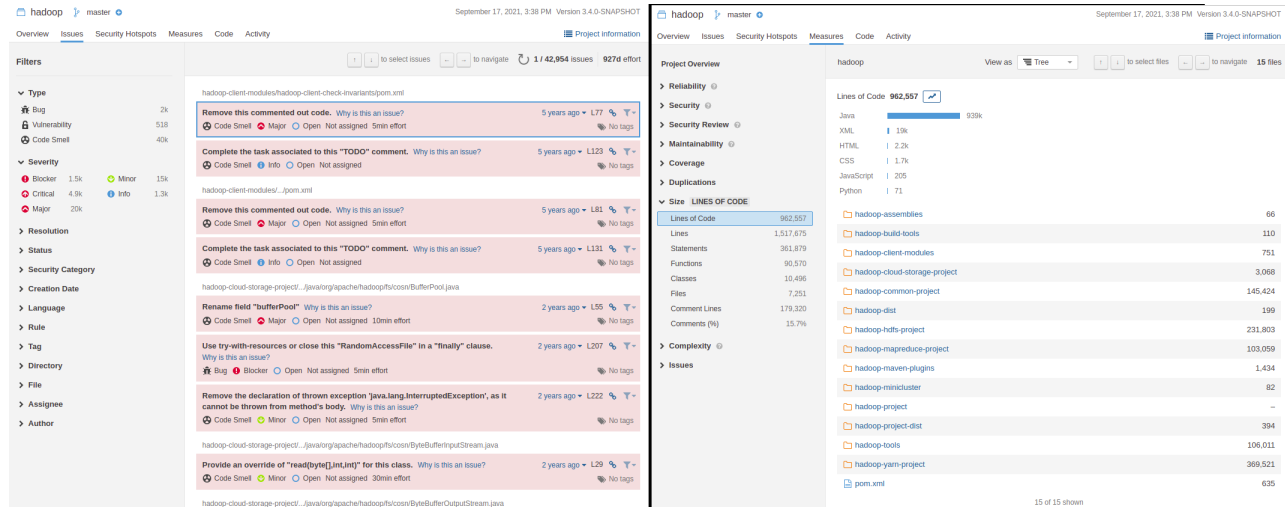 hadoop master
September 17, 2021, 3:38 PM Version 3.4.0-SNAPSHOT
Overview Issues Security Hotspots Measures Code Activity
Project information
Filters
↑ ↓ to select issues ← → to navigate 1 / 42,954 issues 927d effort
Type
Bug 2k
Vulnerability 518
Code Smell 40k
Severity
Blocker 1.5k Minor 15k
Critical 4.9k Info 1.3k
Major 20k
Resolution
Status
Security Category
Creation Date
Language
Rule
Tag
Directory
File
Assignee
Author
hadoop-client-modules/hadoop-client-check-invariants/pom.xml
Remove this commented out code. Why is this an issue? 5 years ago L77
Code Smell Major Open Not assigned 5min effort No tags
Complete the task associated to this "TODO" comment. Why is this an issue? 5 years ago L123
Code Smell Info Open Not assigned No tags
hadoop-client-modules/.../pom.xml
Remove this commented out code. Why is this an issue? 5 years ago L81
Code Smell Major Open Not assigned 5min effort No tags
Complete the task associated to this "TODO" comment. Why is this an issue? 5 years ago L131
Code Smell Info Open Not assigned No tags
hadoop-cloud-storage-project/.../java/org/apache/hadoop/fs/cosn/BufferPool.java
Rename field "bufferPool" Why is this an issue? 2 years ago L55
Code Smell Major Open Not assigned 10min effort No tags
Use try-with-resources or close this "RandomAccessFile" in a "finally" clause. 2 years ago L207
Why is this an issue?
Bug Blocker Open Not assigned 5min effort No tags
Remove the declaration of thrown exception 'java.lang.InterruptedException', as it 2 years ago L222
cannot be thrown from method's body. Why is this an issue?
Code Smell Minor Open Not assigned 5min effort No tags
hadoop-cloud-storage-project/.../java/org/apache/hadoop/fs/cosn/ByteBufferInputStream.java
Provide an override of "read(byte[],int,int)" for this class. Why is this an issue? 2 years ago L29
Code Smell Minor Open Not assigned 30min effort No tags
hadoop-cloud-storage-project/.../java/org/apache/hadoop/fs/cosn/ByteBufferOutputStream.java
hadoop master
September 17, 2021, 3:38 PM Version 3.4.0-SNAPSHOT
Overview Issues Security Hotspots Measures Code Activity
Project information
Project Overview
Reliability
Security
Security Review
Maintainability
Coverage
Duplications
Size LINES OF CODE
Lines of Code 962,557
Lines 1,517,675
Statements 361,879
Functions 90,570
Classes 10,496
Files 7,251
Comment Lines 179,320
Comments (%) 15.7%
Complexity
Issues
hadoop View as Tree ↑ ↓ to select files ← → to navigate 15 files
Lines of Code 962,557
Java 939k
XML 19k
HTML 2.2k
CSS 1.7k
JavaScript 205
Python 71
hadoop-assemblies 66
hadoop-build-tools 110
hadoop-client-modules 751
hadoop-cloud-storage-project 3,068
hadoop-common-project 145,424
hadoop-dist 199
hadoop-hdfs-project 231,803
hadoop-mapreduce-project 103,059
hadoop-maven-plugins 1,434
hadoop-minicluster 82
hadoop-project –
hadoop-project-dist 394
hadoop-tools 106,011
hadoop-yarn-project 369,521
pom.xml 635
15 of 15 shown